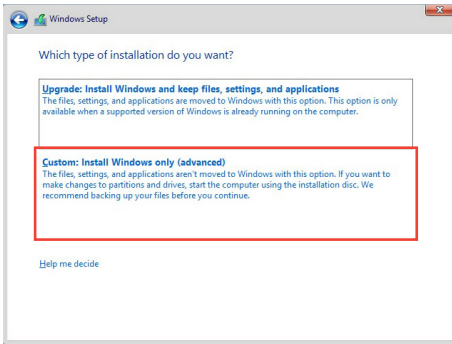 Windows Setup
Which type of installation do you want?
Upgrade: Install Windows and keep files, settings, and applications
The files, settings, and applications are moved to Windows with this option. This option is only
available when a supported version of Windows is already running on the computer.
Custom: Install Windows only (advanced)
The files, settings, and applications aren't moved to Windows with this option. If you want to
make changes to partitions and drives, start the computer using the installation disc. We
recommend backing up your files before you continue.
Help me decide